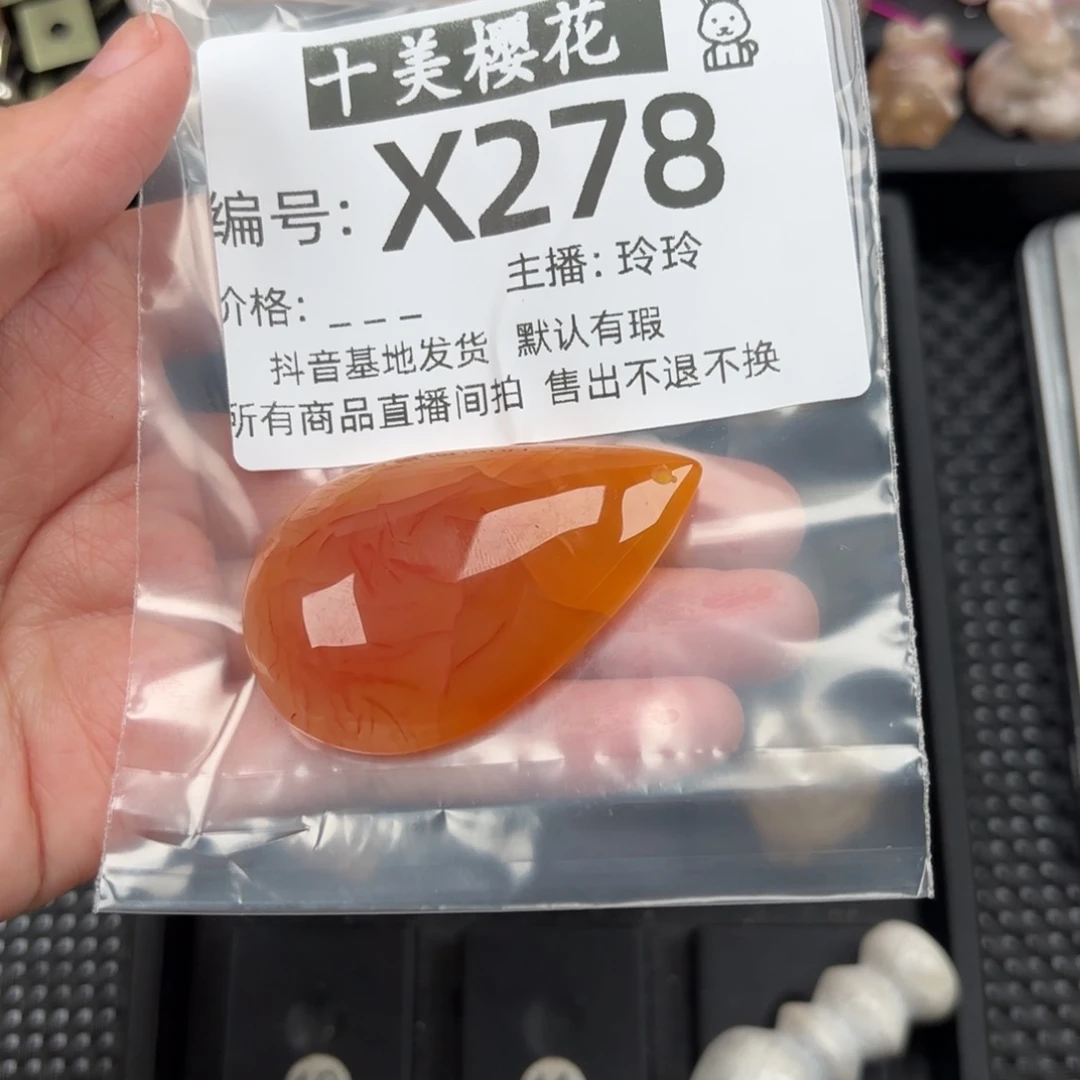 十美樱花
编号: X278
主播: 玲玲
价格: _ _ _
抖音基地发货 默认有瑕
所有商品直播间拍 售出不退不换